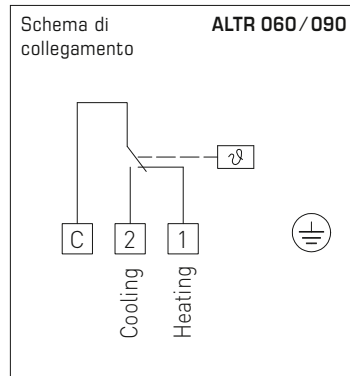 Schema di
collegamento
ALTR 060/090
ϑ
C
2
1
Cooling
Heating